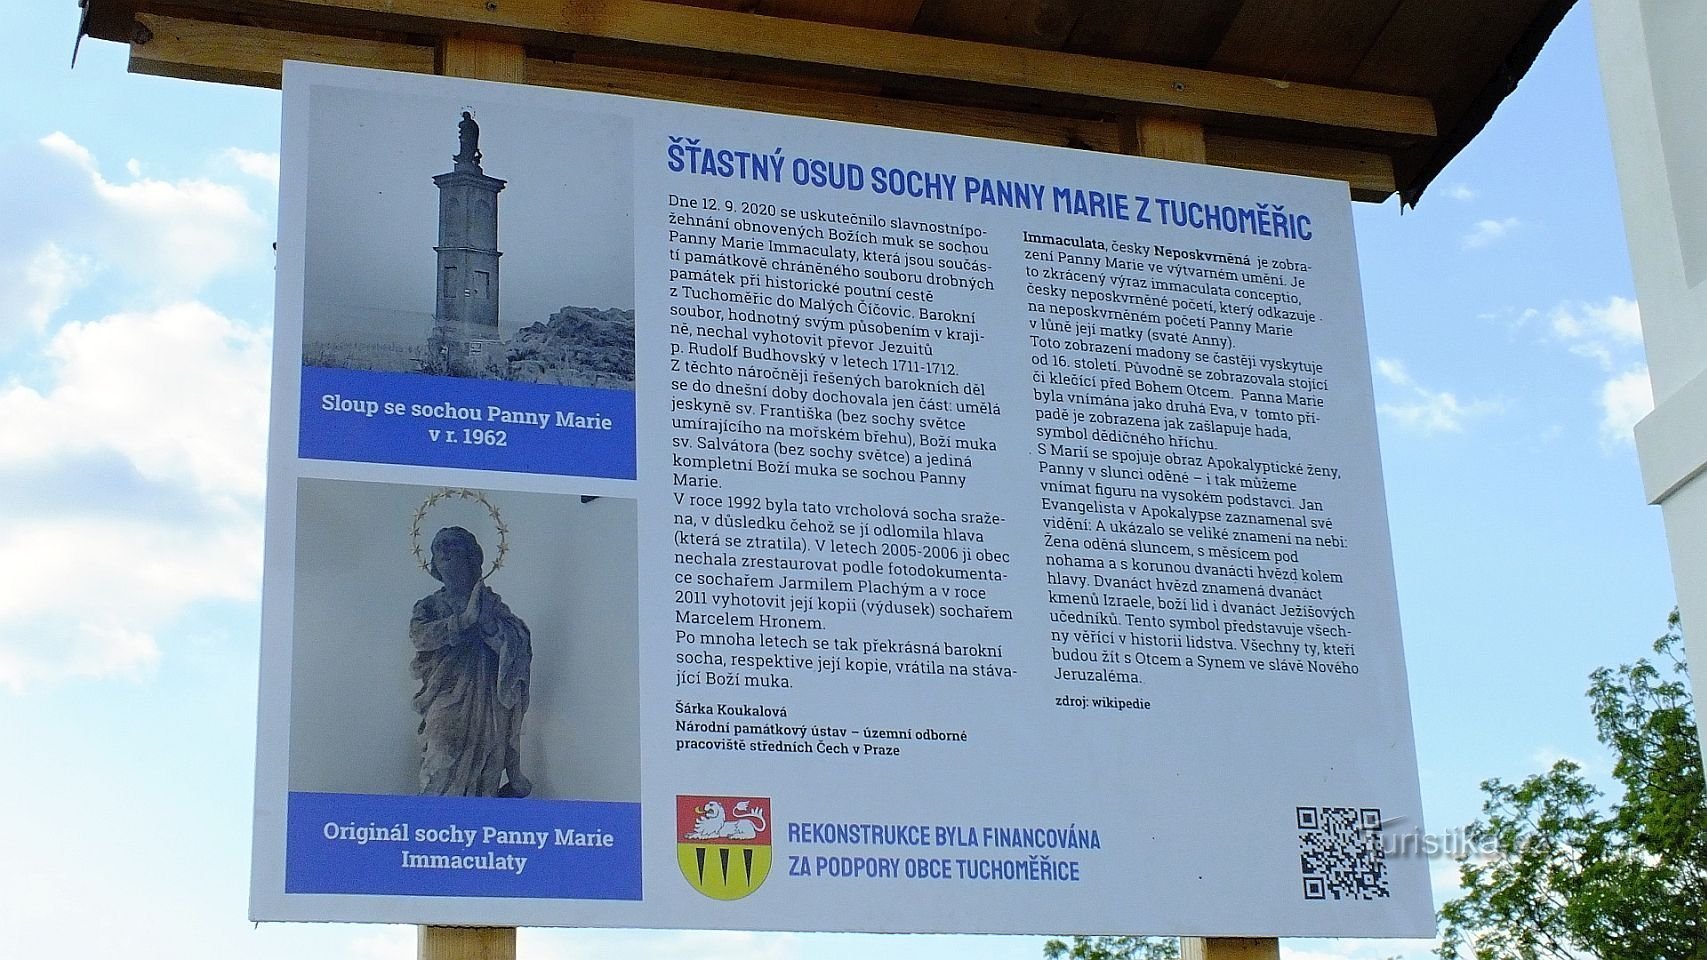 ŠŤASTNÝ OSUD SOCHY PANNY MARIE Z TUCHOMĚŘIC
Dne 12. 9. 2020 se uskutečnilo slavnostnípo-
žehnání obnovených Božích muk se sochou
Panny Marie Immaculaty, která jsou součás-
tí památkově chráněného souboru drobných
památek při historické poutní cestě
z Tuchoměřic do Malých Číčovic. Barokní
soubor, hodnotný svým působením v kraji-
ně, nechal vyhotovit převor Jezuitů
p. Rudolf Budhovský v letech 1711-1712.
Z těchto náročněji řešených barokních děl
se do dnešní doby dochovala jen část: umělá
jeskyně sv. Františka (bez sochy světce
umírajícího na mořském břehu), Boží muka
sv. Salvátora (bez sochy světce) a jediná
kompletní Boží muka se sochou Panny
Marie.
V roce 1992 byla tato vrcholová socha sraže-
na, v důsledku čehož se jí odlomila hlava
(která se ztratila). V letech 2005-2006 ji obec
nechala zrestaurovat podle fotodokumenta-
ce sochařem Jarmilem Plachým a v roce
2011 vyhotovit její kopii (výdusek) sochařem
Marcelem Hronem.
Po mnoha letech se tak překrásná barokní
socha, respektive její kopie, vrátila na stáva-
jící Boží muka.
Šárka Koukalová
Národní památkový ústav – územní odborné
pracoviště středních Čech v Praze
Immaculata, česky Neposkvrněná je zobra-
zení Panny Marie ve výtvarném umění. Je
to zkrácený výraz immaculata conceptio,
česky neposkvrněné početí, který odkazuje
na neposkvrněném početí Panny Marie
v lůně její matky (svaté Anny).
Toto zobrazení madony se častěji vyskytuje
od 16. století. Původně se zobrazovala stojící
či klečící před Bohem Otcem. Panna Marie
byla vnímána jako druhá Eva, v tomto pří-
padě je zobrazena jak zašlapuje hada,
symbol dědičného hříchu.
S Marií se spojuje obraz Apokalyptické ženy,
Panny v slunci oděné – i tak můžeme
vnímat figuru na vysokém podstavci. Jan
Evangelista v Apokalypse zaznamenal své
vidění: A ukázalo se veliké znamení na nebi:
Žena oděná sluncem, s měsícem pod
nohama a s korunou dvanácti hvězd kolem
hlavy. Dvanáct hvězd znamená dvanáct
kmenů Izraele, boží lid i dvanáct Ježíšových
učedníků. Tento symbol představuje všech-
ny věřící v historii lidstva. Všechny ty, kteří
budou žít s Otcem a Synem ve slávě Nového
Jeruzaléma.
zdroj: wikipedie
Sloup se sochou Panny Marie
v r. 1962
Originál sochy Panny Marie
Immaculaty
REKONSTRUKCE BYLA FINANCOVÁNA
ZA PODPORY OBCE TUCHOMĚŘICE
Turistika.cz